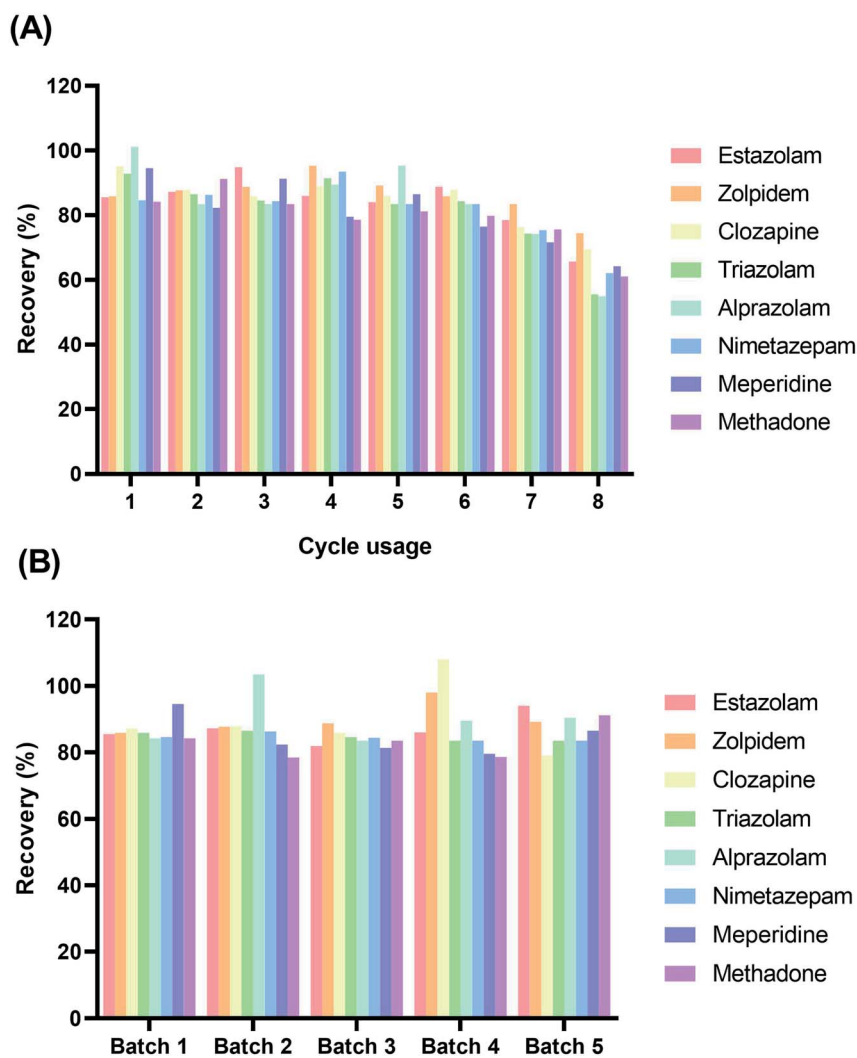 (A)
120
100
80
60
40
20
0
Recovery (%)
1 2 3 4 5 6 7 8
Cycle usage
Estazolam
Zolpidem
Clozapine
Triazolam
Alprazolam
Nimetazepam
Meperidine
Methadone
(B)
120
100
80
60
40
20
0
Recovery (%)
Batch 1 Batch 2 Batch 3 Batch 4 Batch 5
Estazolam
Zolpidem
Clozapine
Triazolam
Alprazolam
Nimetazepam
Meperidine
Methadone